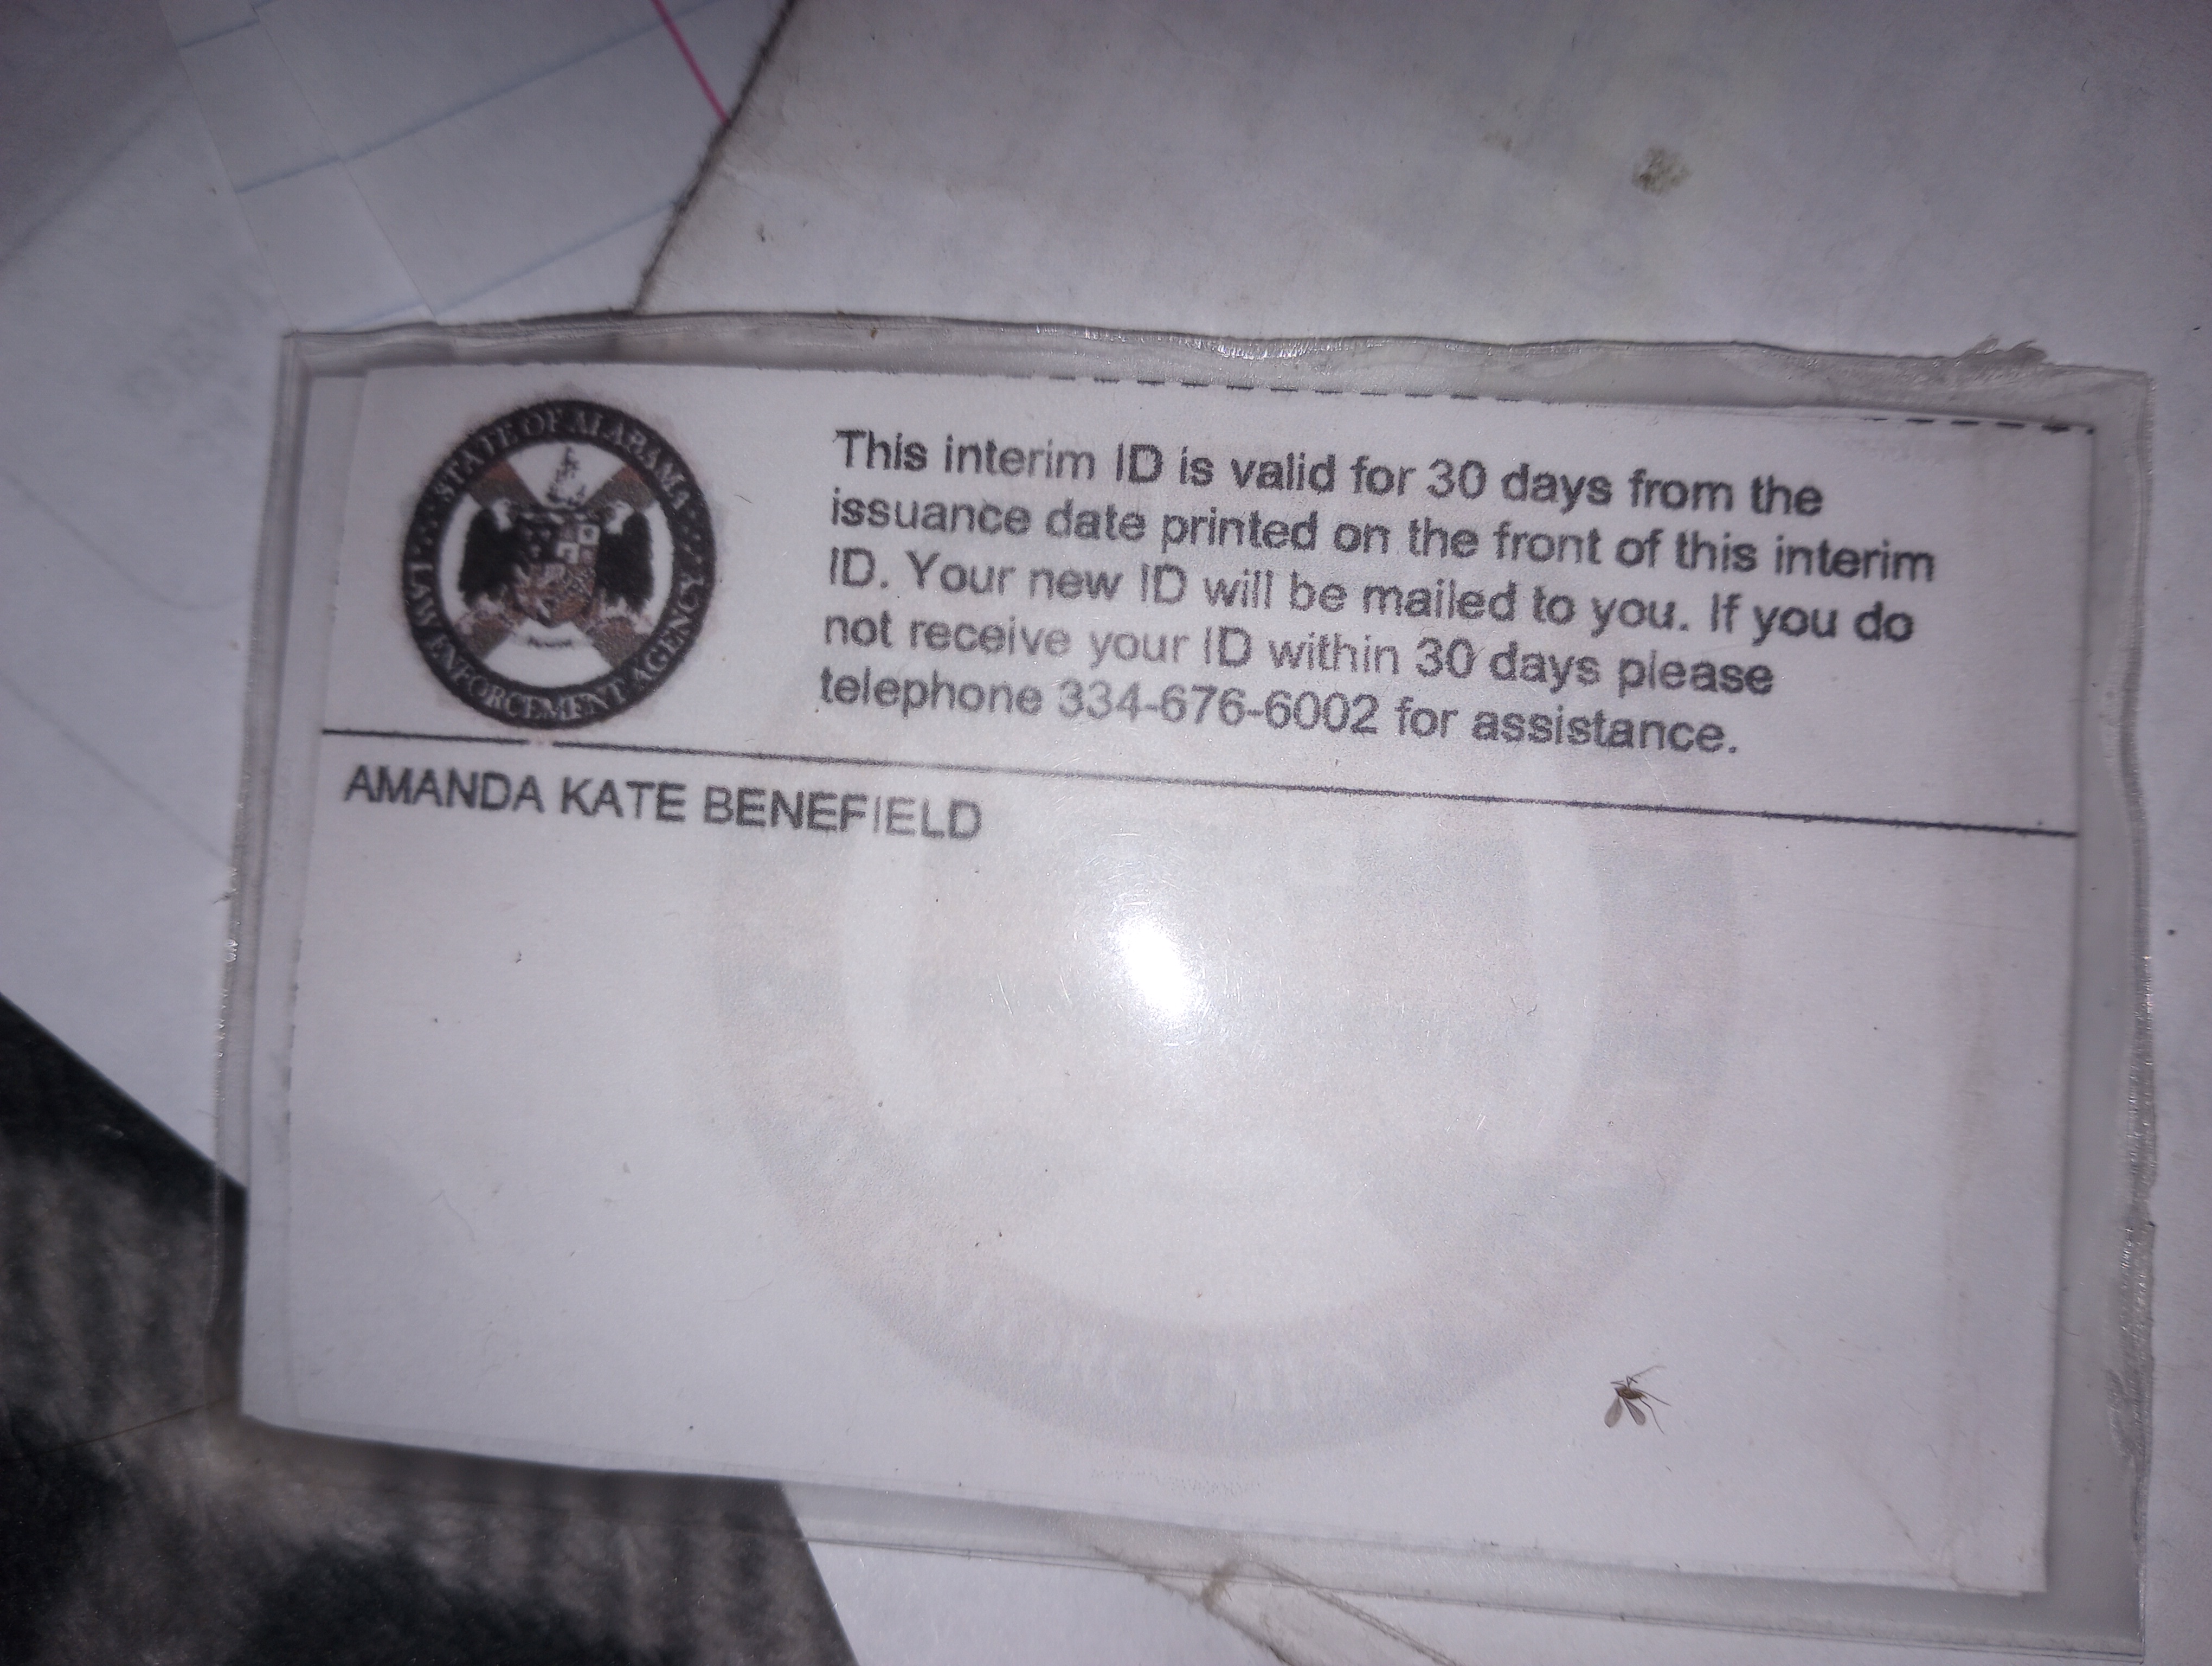 STATE OF ALABAMA
LAW ENFORCEMENT AGENCY
This interim ID is valid for 30 days from the
issuance date printed on the front of this interim
ID. Your new ID will be mailed to you. If you do
not receive your ID within 30 days please
telephone 334-676-6002 for assistance.
AMANDA KATE BENEFIELD